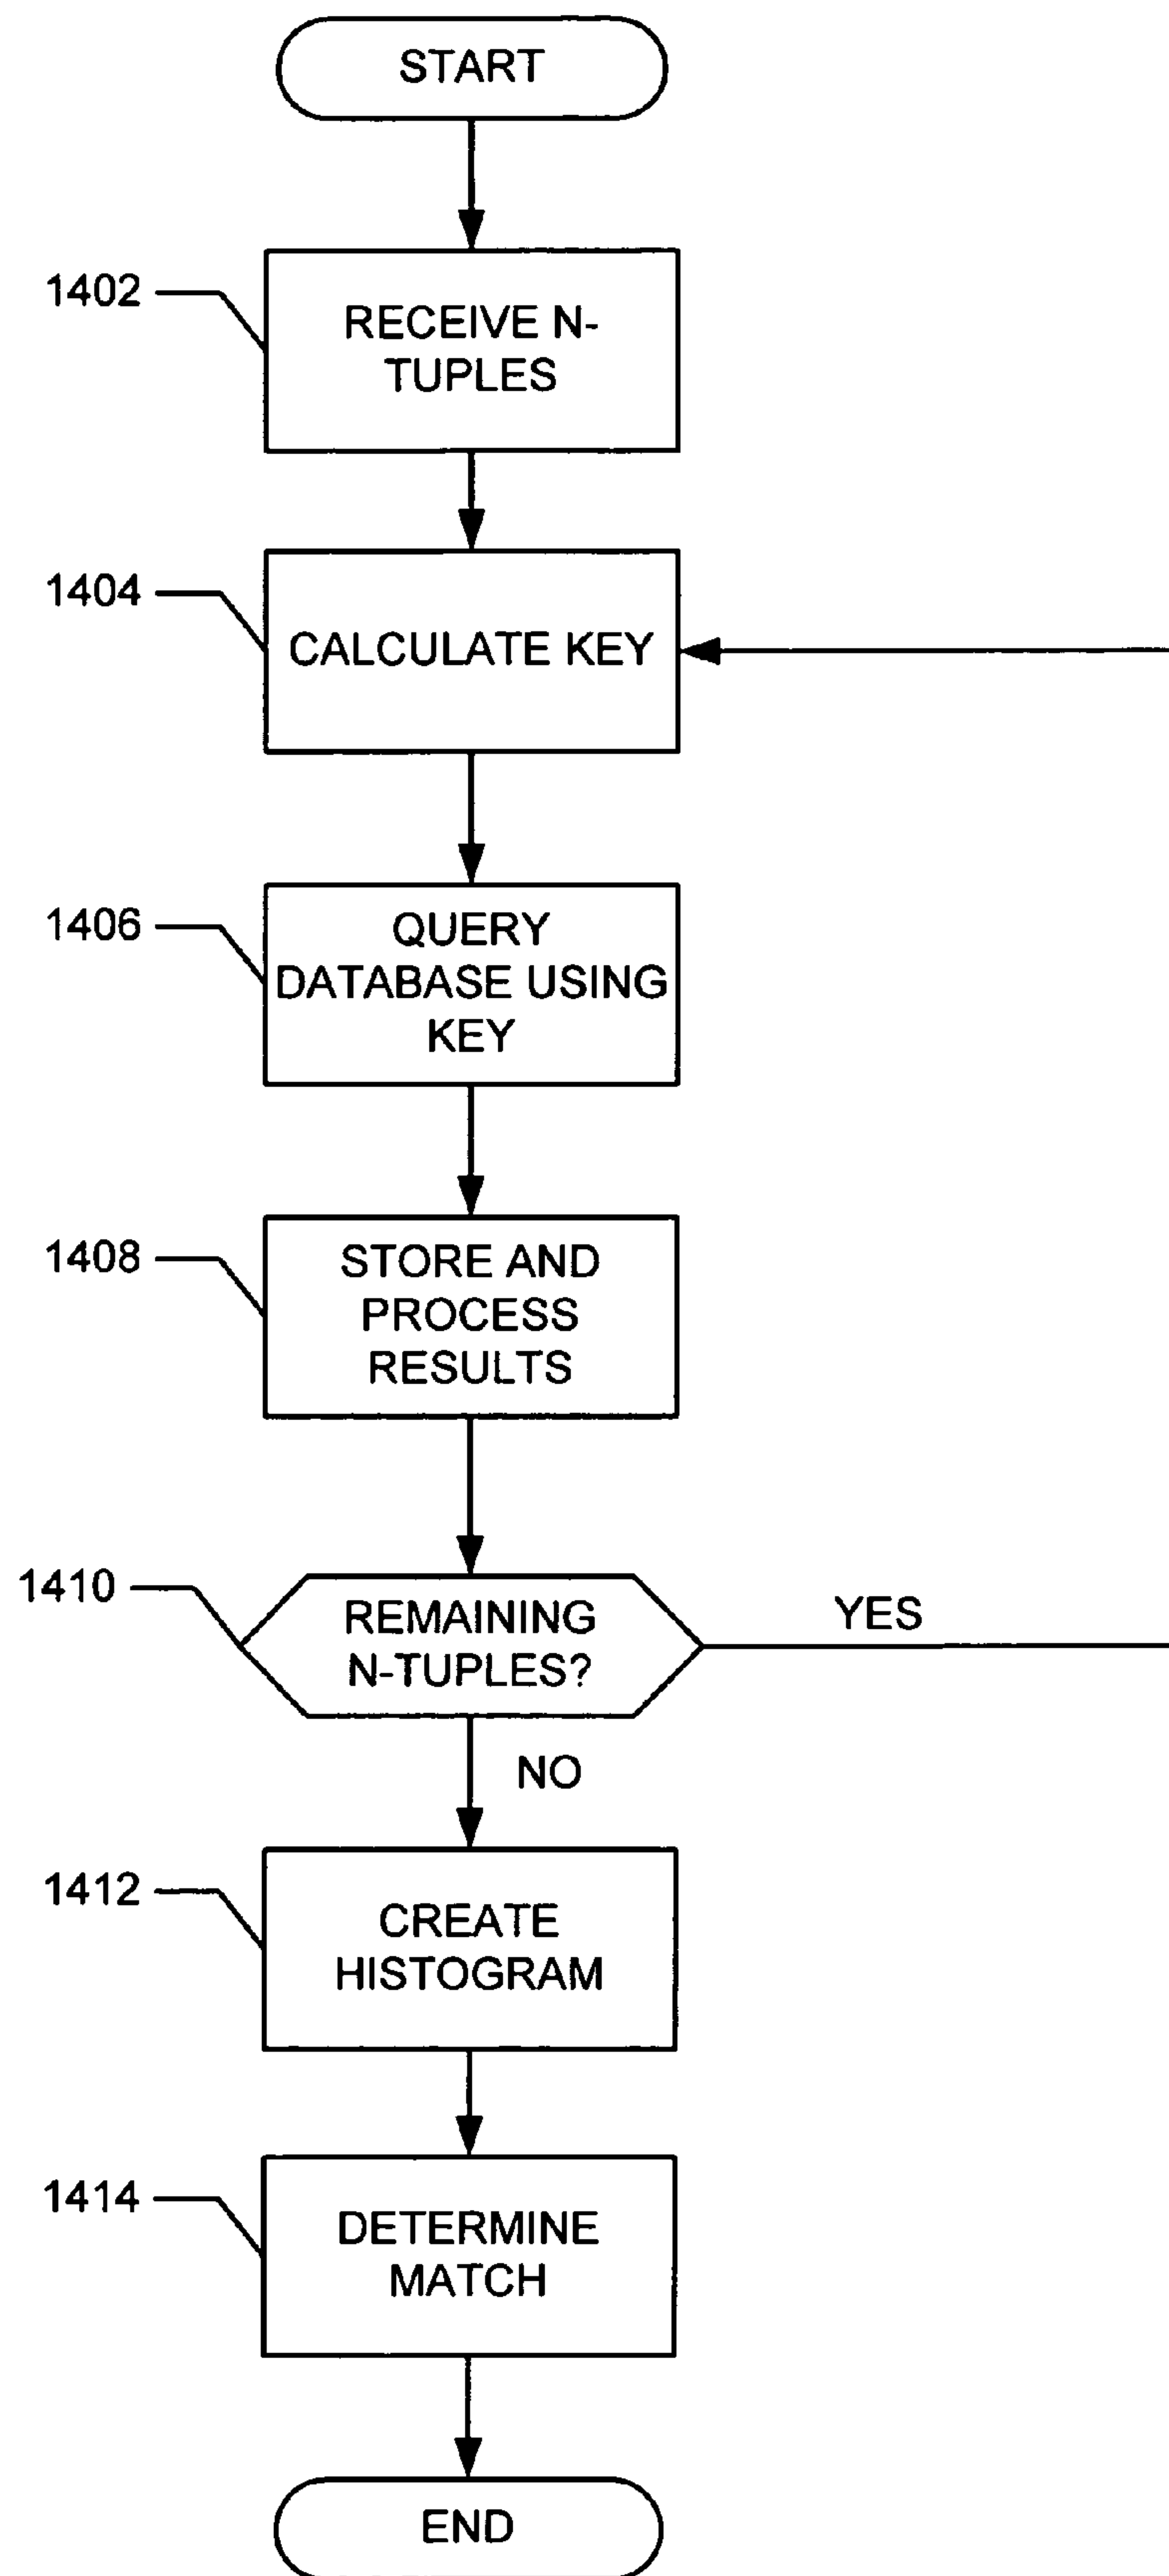 START
1402
RECEIVE N-
TUPLES
1404
CALCULATE KEY
1406
QUERY
DATABASE USING
KEY
1408
STORE AND
PROCESS
RESULTS
1410
REMAINING
N-TUPLES?
YES
NO
1412
CREATE
HISTOGRAM
1414
DETERMINE
MATCH
END